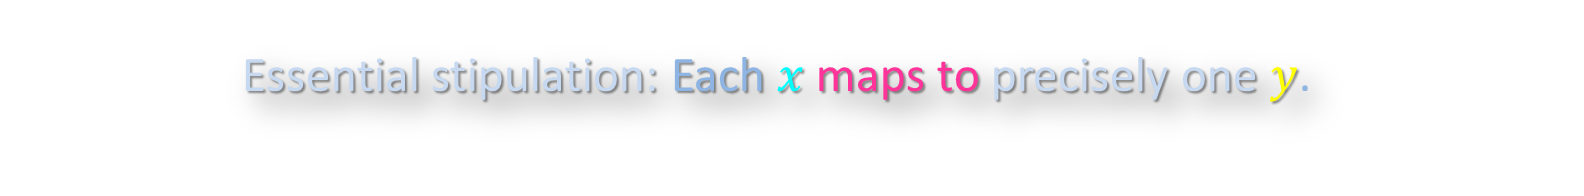 Essential stipulation: Each x maps to precisely one y.